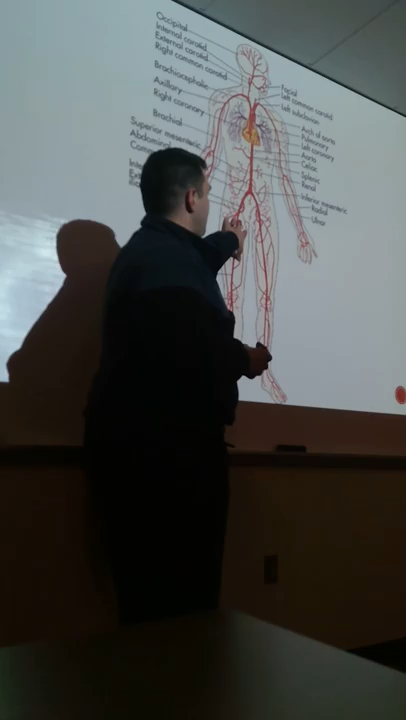 Occipital
Internal carotid
External carotid
Right common carotid
Brachiocephalic
Axillary
Right coronary
Brachial
Superior mesenteric
Abdominal
Facial
Left common carotid
Left subclavian
Arch of aorta
Pulmonary
Left coronary
Aorta
Celiac
Splenic
Renal
Inferior mesenteric
Radial
Ulnar